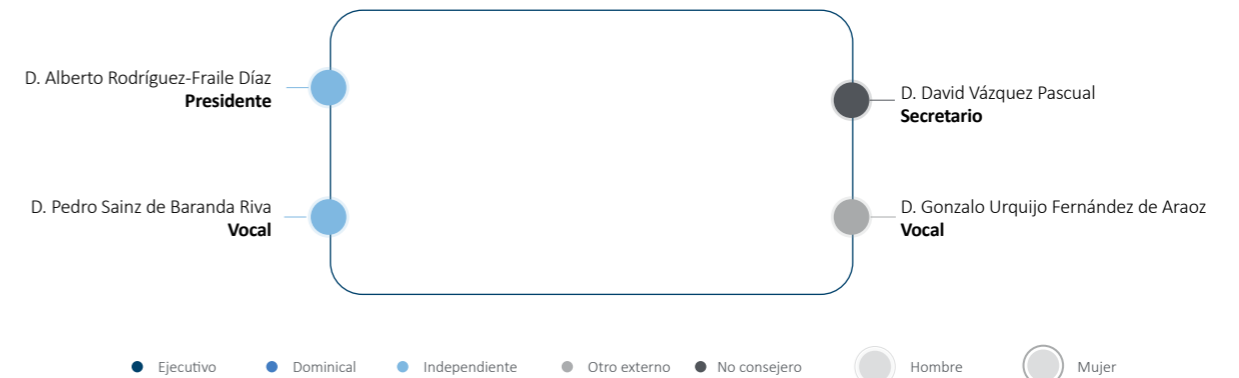 D. Alberto Rodríguez-Fraile Díaz
Presidente
D. David Vázquez Pascual
Secretario
D. Pedro Sainz de Baranda Riva
Vocal
D. Gonzalo Urquijo Fernández de Araoz
Vocal
Ejecutivo Dominical Independiente Otro externo No consejero Hombre Mujer